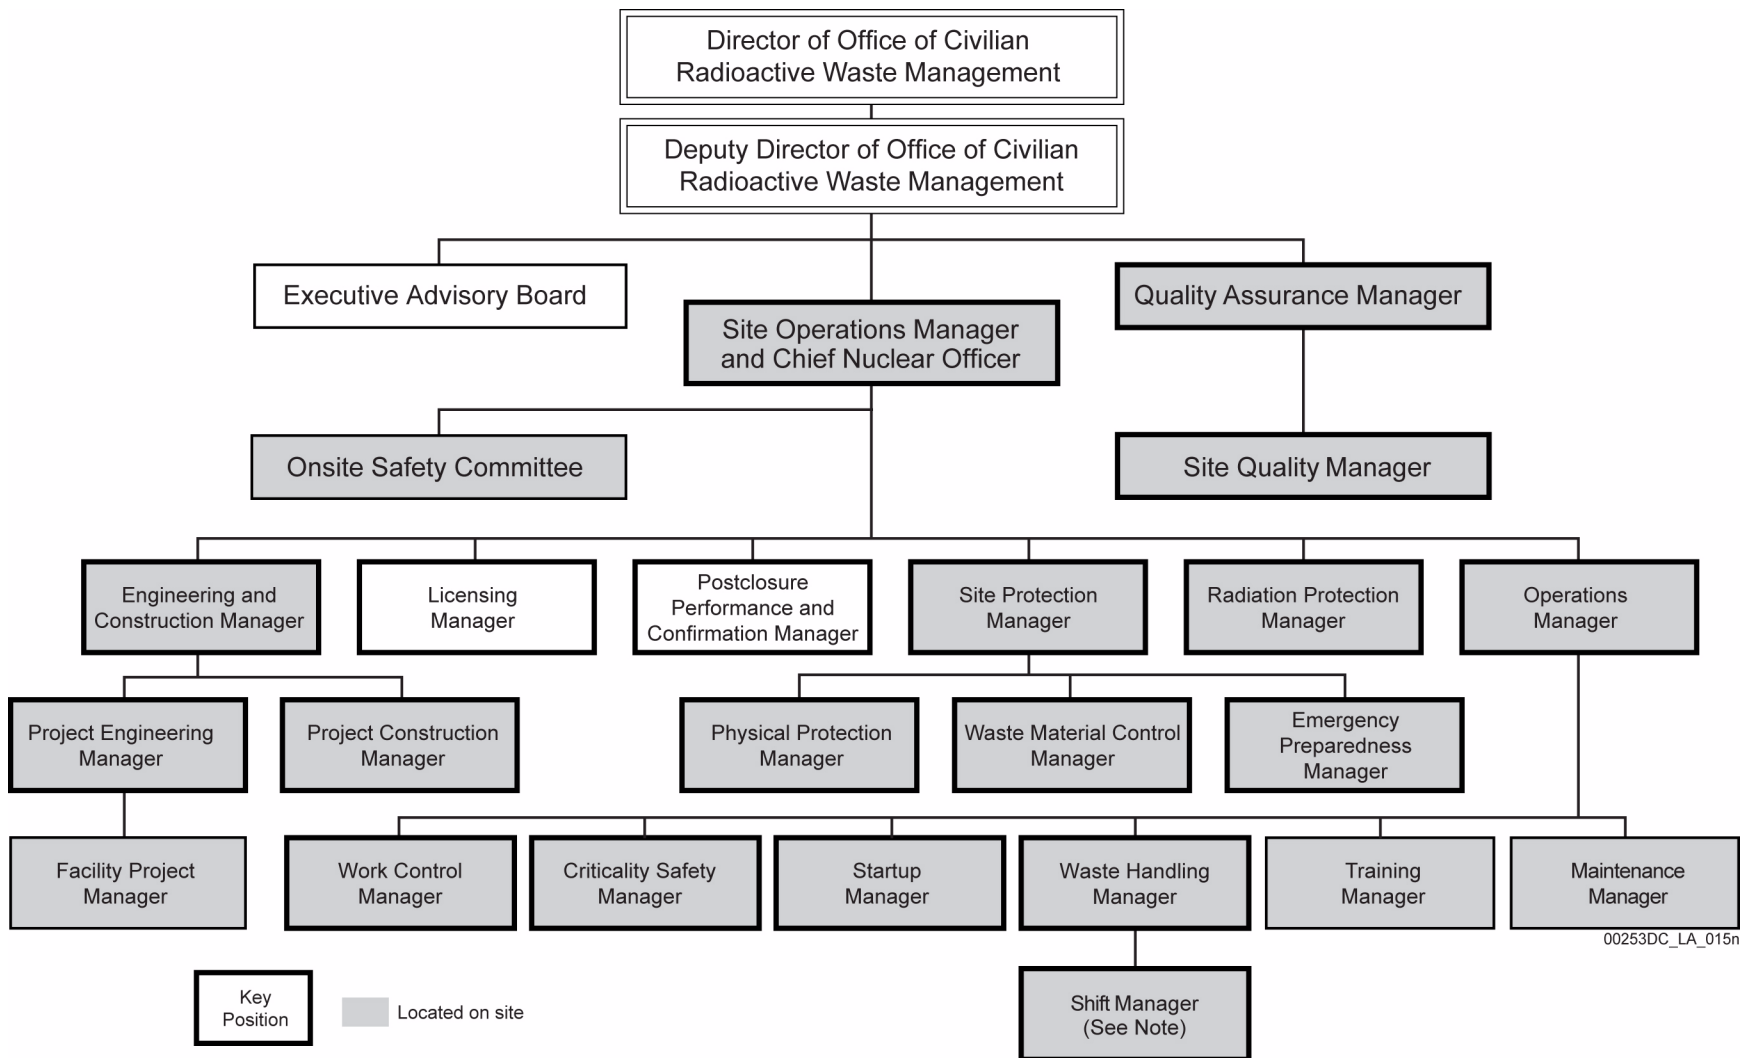 Director of Office of Civilian
Radioactive Waste Management
Deputy Director of Office of Civilian
Radioactive Waste Management
Executive Advisory Board
Quality Assurance Manager
Site Operations Manager
and Chief Nuclear Officer
Onsite Safety Committee
Site Quality Manager
Engineering and
Construction Manager
Licensing
Manager
Postclosure
Performance and
Confirmation Manager
Site Protection
Manager
Radiation Protection
Manager
Operations
Manager
Project Engineering
Manager
Project Construction
Manager
Physical Protection
Manager
Waste Material Control
Manager
Emergency
Preparedness
Manager
Facility Project
Manager
Work Control
Manager
Criticality Safety
Manager
Startup
Manager
Waste Handling
Manager
Training
Manager
Maintenance
Manager
00253DC_LA_015n
Key
Position
Located on site
Shift Manager
(See Note)